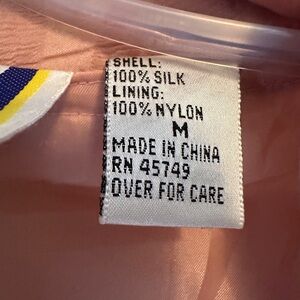 SHELL:
100% SILK
LINING:
100% NYLON
M
MADE IN CHINA
RN 45749
OVER FOR CARE